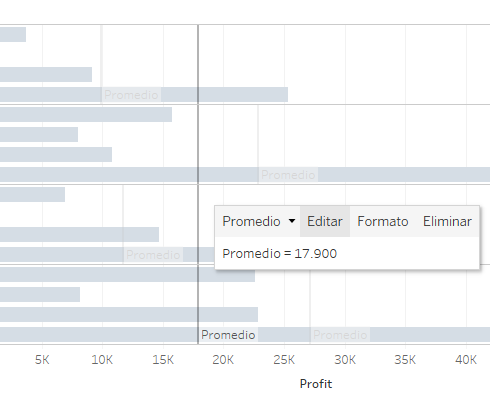 Promedio
Promedio
Promedio Editar Formato Eliminar
Promedio = 17.900
Promedio
Promedio Promedio
5K 10K 15K 20K 25K 30K 35K 40K
Profit